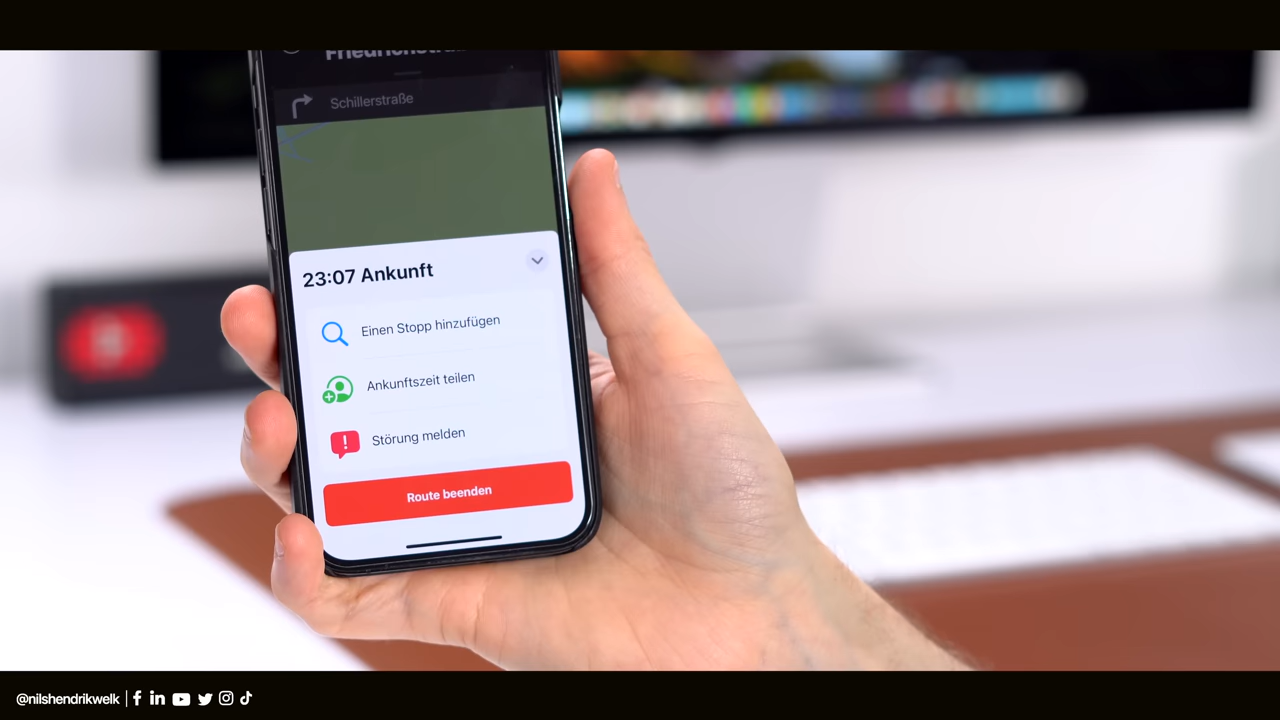 Schillerstraße
23:07 Ankunft
Einen Stopp hinzufügen
Ankunftszeit teilen
Störung melden
Route beenden
@nilshendrikwelk